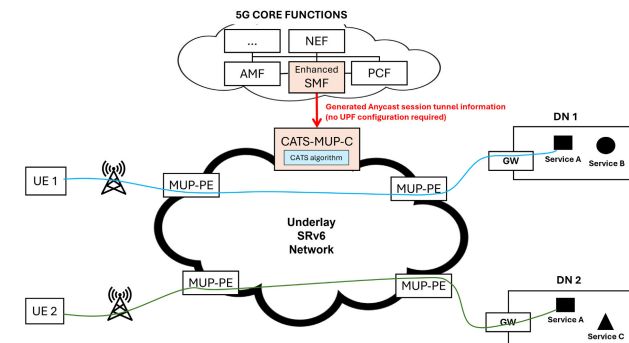 5G CORE FUNCTIONS
...
NEF
AMF
Enhanced
SMF
PCF
Generated Anycast session tunnel information
(no UPF configuration required)
DN 1
CATS-MUP-C
CATS algorithm
GW
Service A
Service B
UE 1
MUP-PE
MUP-PE
Underlay
SRv6
Network
MUP-PE
MUP-PE
DN 2
UE 2
GW
Service A
Service C